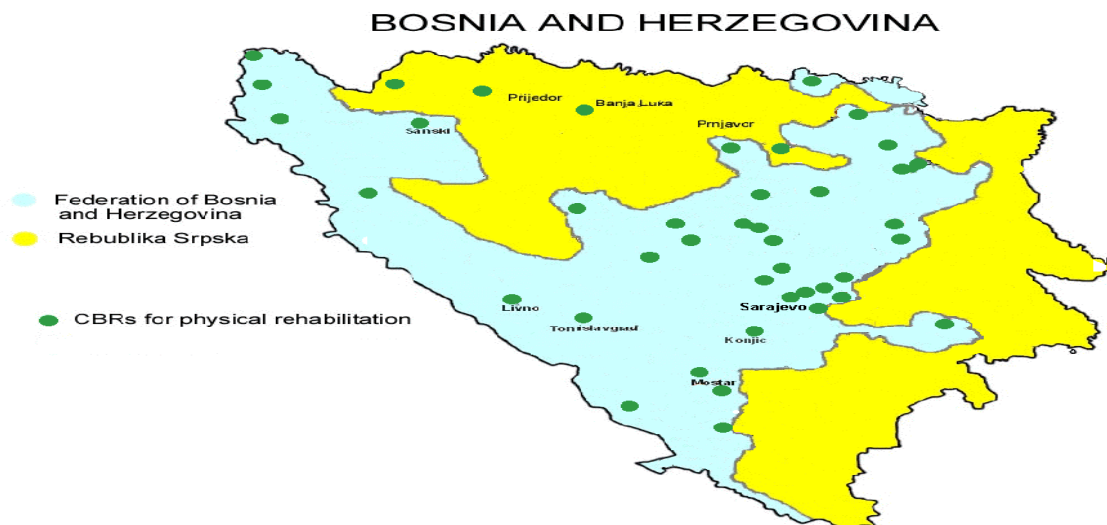 BOSNIA AND HERZEGOVINA
Prijedor
Banja Luka
Prnjavor
Sanski
Federation of Bosnia
and Herzegovina
Rebublika Srpska
CBRs for physical rehabilitation
Livno
Sarajevo
Tomislavgrad
Konjic
Mostar